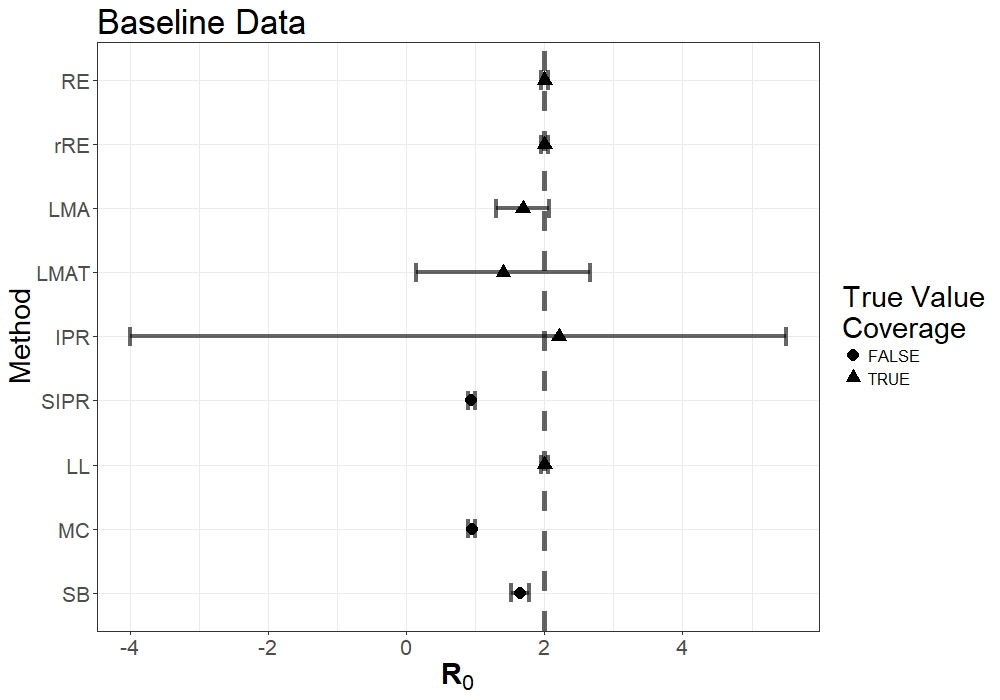 Baseline Data
Method
RE
rRE
LMA
LMAT
IPR
SIPR
LL
MC
SB
-4 -2 0 2 4
R0
True Value
Coverage
FALSE
TRUE